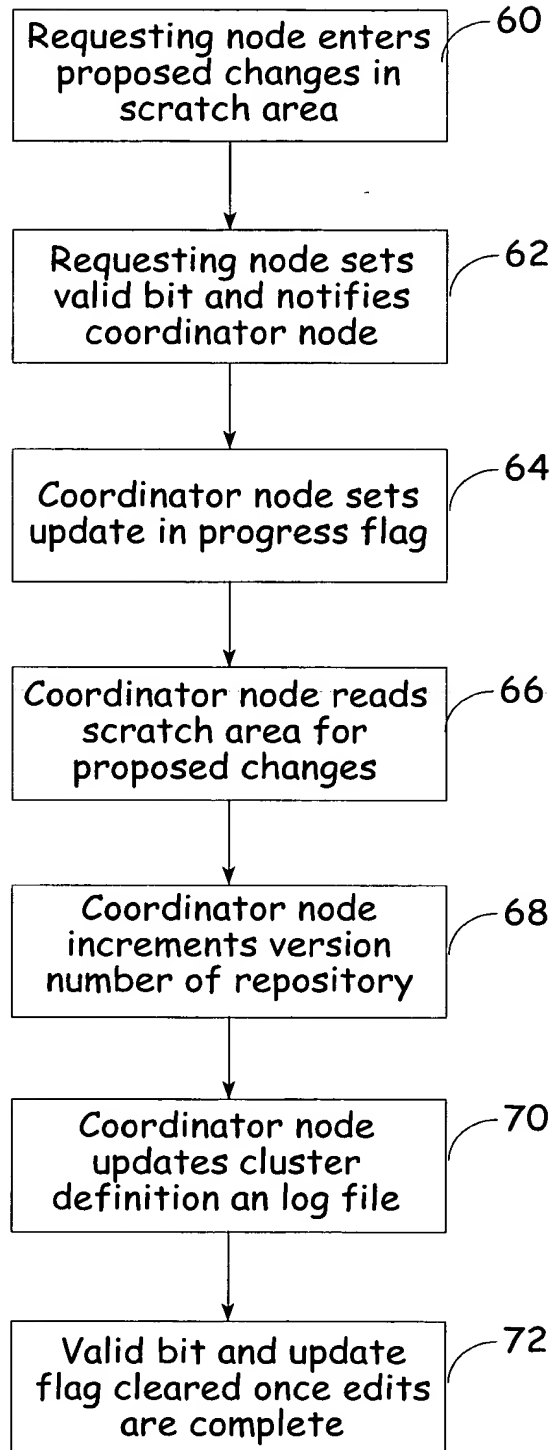 Requesting node enters
proposed changes in
scratch area
60
Requesting node sets
valid bit and notifies
coordinator node
62
Coordinator node sets
update in progress flag
64
Coordinator node reads
scratch area for
proposed changes
66
Coordinator node
increments version
number of repository
68
Coordinator node
updates cluster
definition an log file
70
Valid bit and update
flag cleared once edits
are complete
72